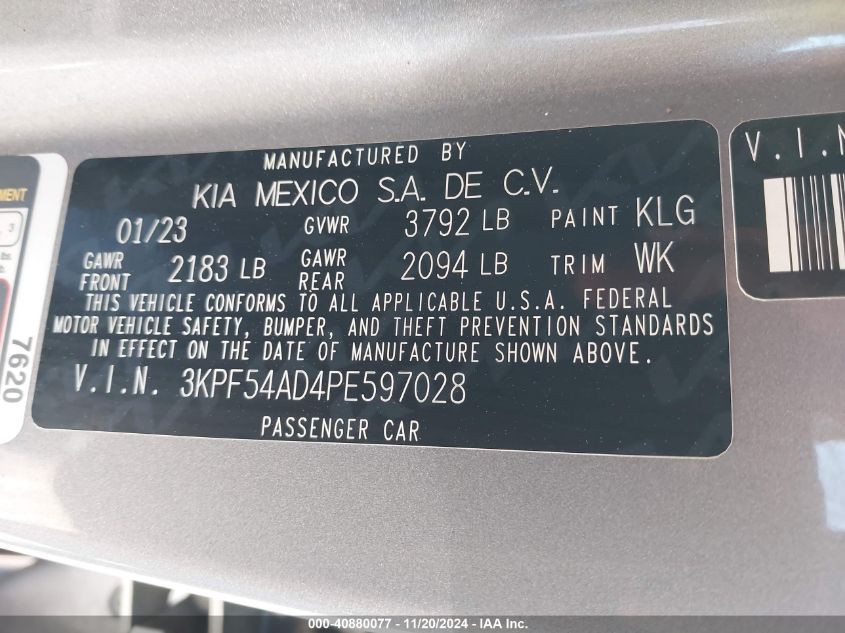 MANUFACTURED BY
KIA MEXICO S.A. DE C.V.
01/23 GVWR 3792 LB PAINT KLG
GAWR FRONT 2183 LB GAWR REAR 2094 LB TRIM WK
THIS VEHICLE CONFORMS TO ALL APPLICABLE U.S.A. FEDERAL
MOTOR VEHICLE SAFETY, BUMPER, AND THEFT PREVENTION STANDARDS
IN EFFECT ON THE DATE OF MANUFACTURE SHOWN ABOVE.
V.I.N. 3KPF54AD4PE597028
PASSENGER CAR
V.I.N
7620
000-40880077 - 11/20/2024 - IAA Inc.